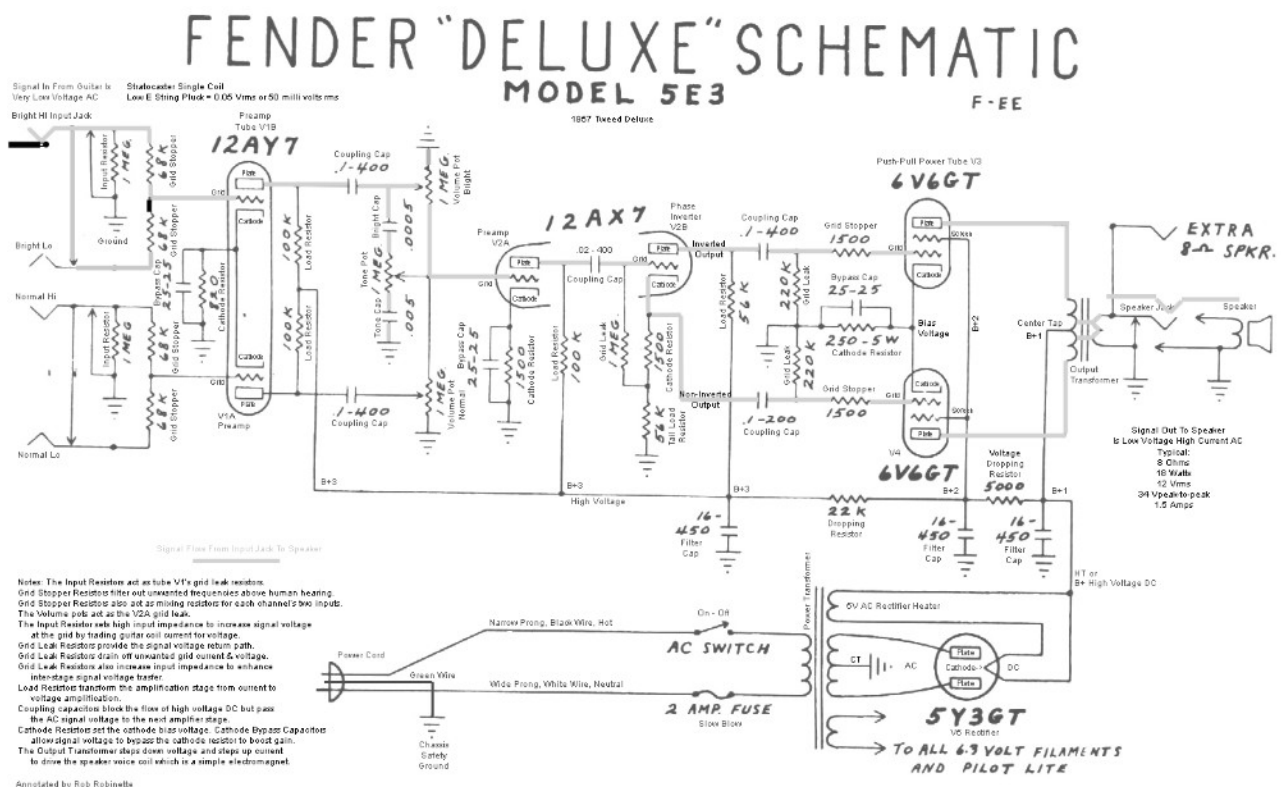 FENDER "DELUXE" SCHEMATIC
MODEL 5E3
F-EE
1957 Tweed Deluxe
Signal In From Guitar Is
Very Low Voltage AC
Stratocaster Single Coil
Low E String Pluck = 0.05 Vrms or 50 milli volts rms
Bright HI Input Jack
Input Resistor
1 MEG.
68K
Grid Stopper
Ground
68K
Grid Stopper
Bright Lo
Normal Hi
Input Resistor
1 MEG
68K
Grid Stopper
68K
Grid Stopper
Normal Lo
Preamp
Tube V1B
12AY7
Plate
Grid
Cathode
Bypass Cap
25-25
820
Cathode Resistor
Cathode
Grid
Plate
V1A
Preamp
100K
Load Resistor
100K
Load Resistor
Coupling Cap
.1-400
1 MEG.
Volume Pot
Bright
Bright Cap
.0005
Tone Pot
1 MEG.
Tone Cap
.005
.1-400
Coupling Cap
1 MEG
Volume Pot
Normal
12AX7
Preamp
V2A
Plate
Grid
Cathode
Bypass Cap
25-25
1500
Cathode Resistor
.02-400
Coupling Cap
Load Resistor
100K
Phase
Inverter
V2B
Plate
Grid
Cathode
Grid Leak
1 MEG
1500
Cathode Resistor
56K
Tail Load
Resistor
Inverted
Output
Non-Inverted
Output
Load Resistor
56K
Coupling Cap
.1-400
Grid Stopper
1500
220K
Grid Leak
Bypass Cap
25-25
250-5W
Cathode Resistor
Grid Leak
220K
Grid Stopper
1500
.1-200
Coupling Cap
Push-Pull Power Tube V3
6V6GT
Plate
Screen
Grid
Cathode
Bias
Voltage
B+2
Cathode
Grid
Screen
Plate
V4
6V6GT
Center Tap
B+1
Output
Transformer
EXTRA
8-Ω SPKR.
Speaker Jack
Speaker
Signal Out To Speaker
Is Low Voltage High Current AC
Typical:
8 Ohms
18 Watts
12 Vrms
34 Vpeak-to-peak
1.5 Amps
B+3
B+3
High Voltage
B+3
22K
Dropping
Resistor
B+2
Voltage
Dropping
Resistor
5000
B+1
16-
450
Filter
Cap
16-
450
Filter
Cap
16-
450
Filter
Cap
HT or
B+ High Voltage DC
Signal Flow From Input Jack To Speaker
Notes: The Input Resistors act as tube V1's grid leak resistors.
Grid Stopper Resistors filter out unwanted frequencies above human hearing.
Grid Stopper Resistors also act as mixing resistors for each channel's two inputs.
The Volume pots act as the V2A grid leak.
The Input Resistor sets high input impedance to increase signal voltage
at the grid by trading guitar coil current for voltage.
Grid Leak Resistors provide the signal voltage return path.
Grid Leak Resistors drain off unwanted grid current & voltage.
Grid Leak Resistors also increase input impedance to enhance
inter-stage signal voltage trasfer.
Load Resistors transform the amplification stage from current to
voltage amplification.
Coupling capacitors block the flow of high voltage DC but pass
the AC signal voltage to the next amplifier stage.
Cathode Resistors set the cathode bias voltage. Cathode Bypass Capacitors
allow signal voltage to bypass the cathode resistor to boost gain.
The Output Transformer steps down voltage and steps up current
to drive the speaker voice coil which is a simple electromagnet.
Annotated by Rob Robinette
Power Cord
Narrow Prong, Black Wire, Hot
Green Wire
Wide Prong, White Wire, Neutral
Chassis
Safety
Ground
On - Off
AC SWITCH
2 AMP. FUSE
Slow Blow
Power Transformer
5V AC Rectifier Heater
CT
AC
Plate
Cathode->
Plate
DC
5Y3GT
V5 Rectifier
TO ALL 6.3 VOLT FILAMENTS
AND PILOT LITE